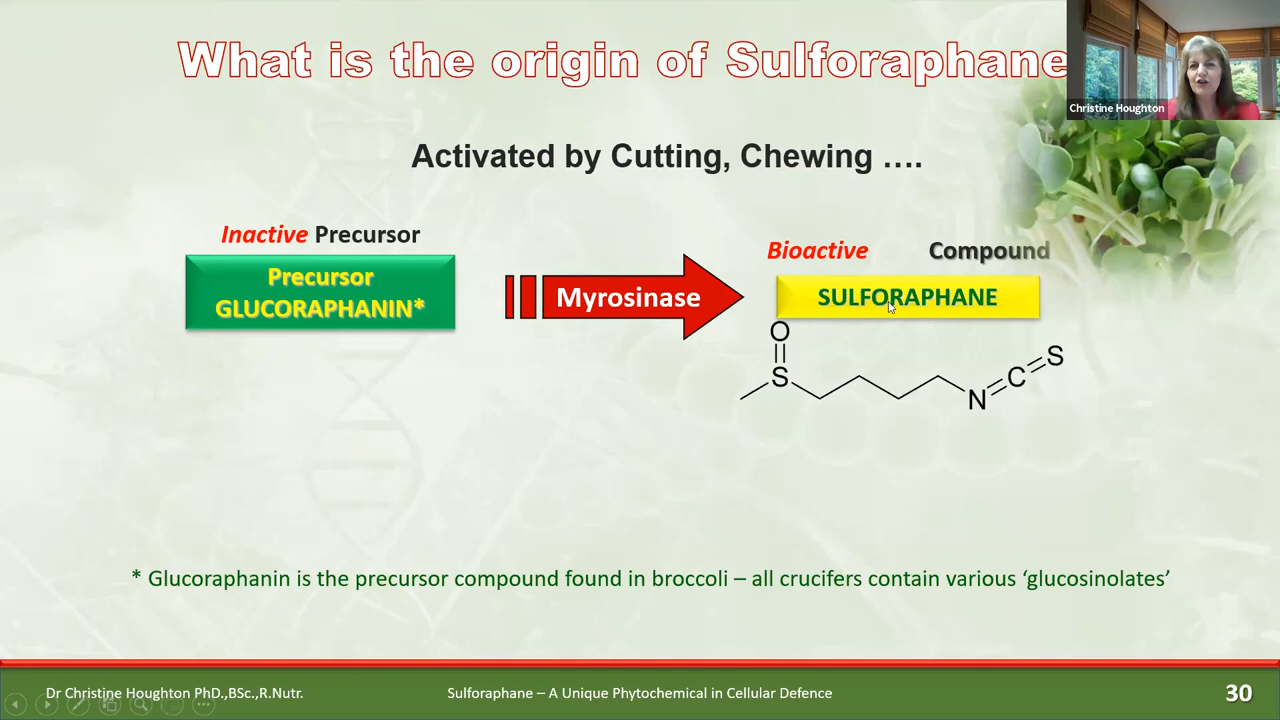 What is the origin of Sulforaphane
Christine Houghton
Activated by Cutting, Chewing ….
Inactive Precursor
Precursor
GLUCORAPHANIN*
Myrosinase
Bioactive Compound
SULFORAPHANE
O
S
N
C
S
* Glucoraphanin is the precursor compound found in broccoli – all crucifers contain various ‘glucosinolates’
Dr Christine Houghton PhD.,BSc.,R.Nutr.
Sulforaphane – A Unique Phytochemical in Cellular Defence
30